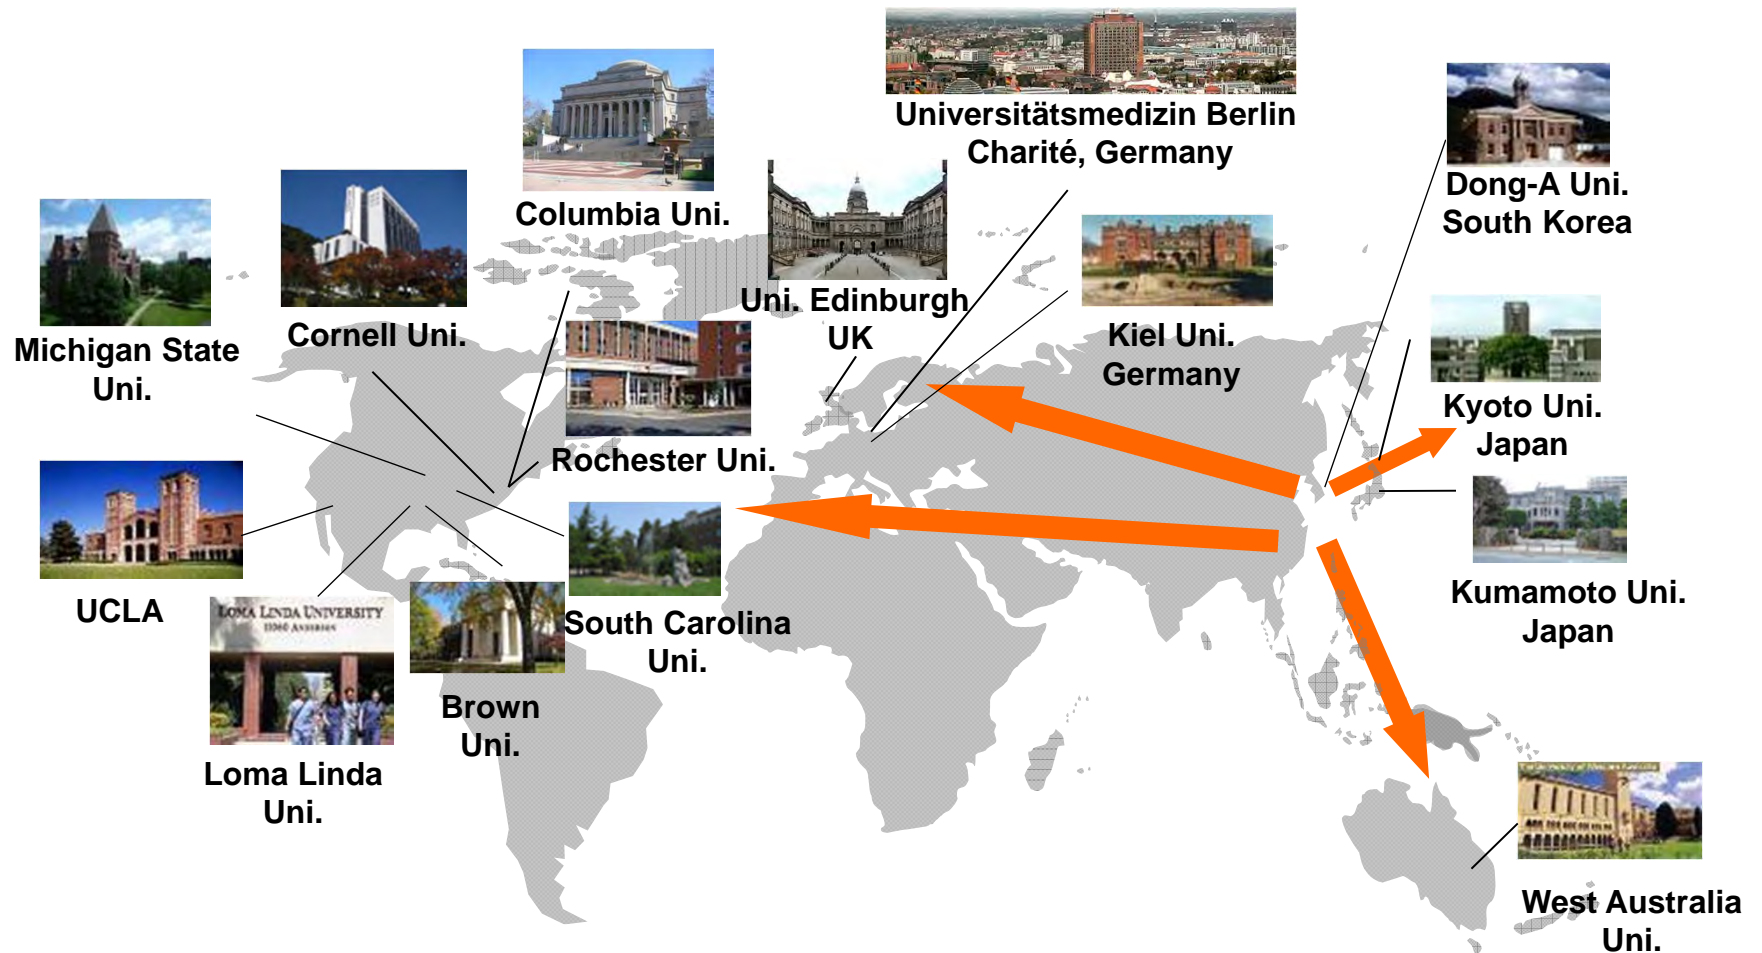 Universitätsmedizin Berlin
Charité, Germany
Dong-A Uni.
South Korea
Columbia Uni.
Uni. Edinburgh
UK
Kiel Uni.
Germany
Cornell Uni.
Michigan State
Uni.
Kyoto Uni.
Japan
Rochester Uni.
UCLA
LOMA LINDA UNIVERSITY
11060 ANDERSON
South Carolina
Uni.
Kumamoto Uni.
Japan
Brown
Uni.
Loma Linda
Uni.
West Australia
Uni.